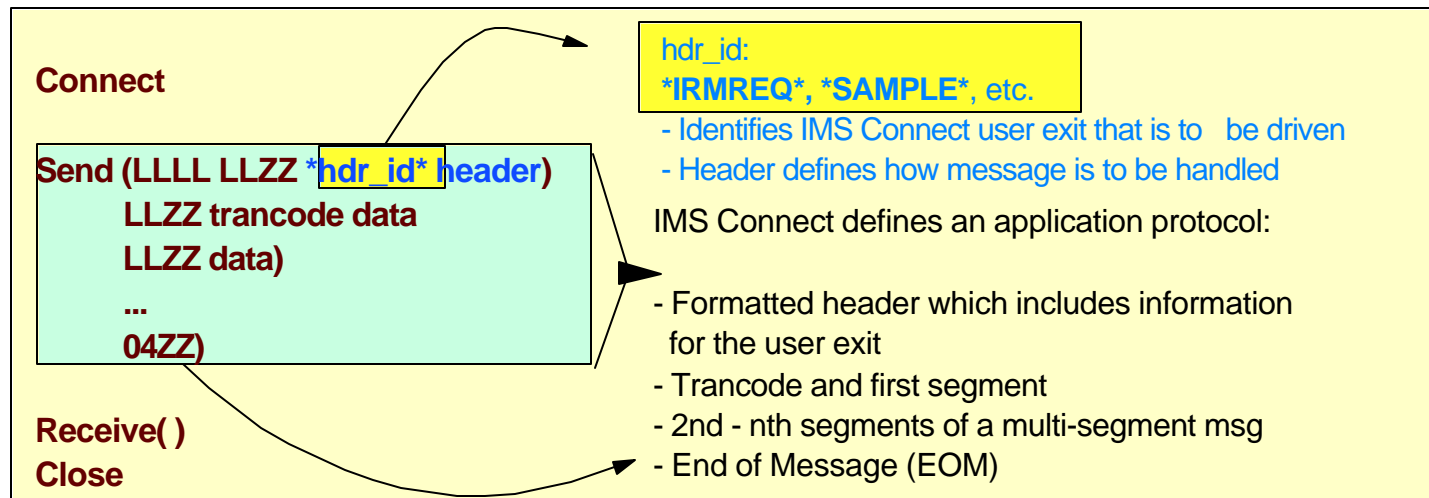 Connect
Send (LLLL LLZZ *hdr_id* header)
LLZZ trancode data
LLZZ data)
...
04ZZ)
Receive( )
Close
hdr_id:
*IRMREQ*, *SAMPLE*, etc.
- Identifies IMS Connect user exit that is to be driven
- Header defines how message is to be handled
IMS Connect defines an application protocol:
- Formatted header which includes information
for the user exit
- Trancode and first segment
- 2nd - nth segments of a multi-segment msg
- End of Message (EOM)